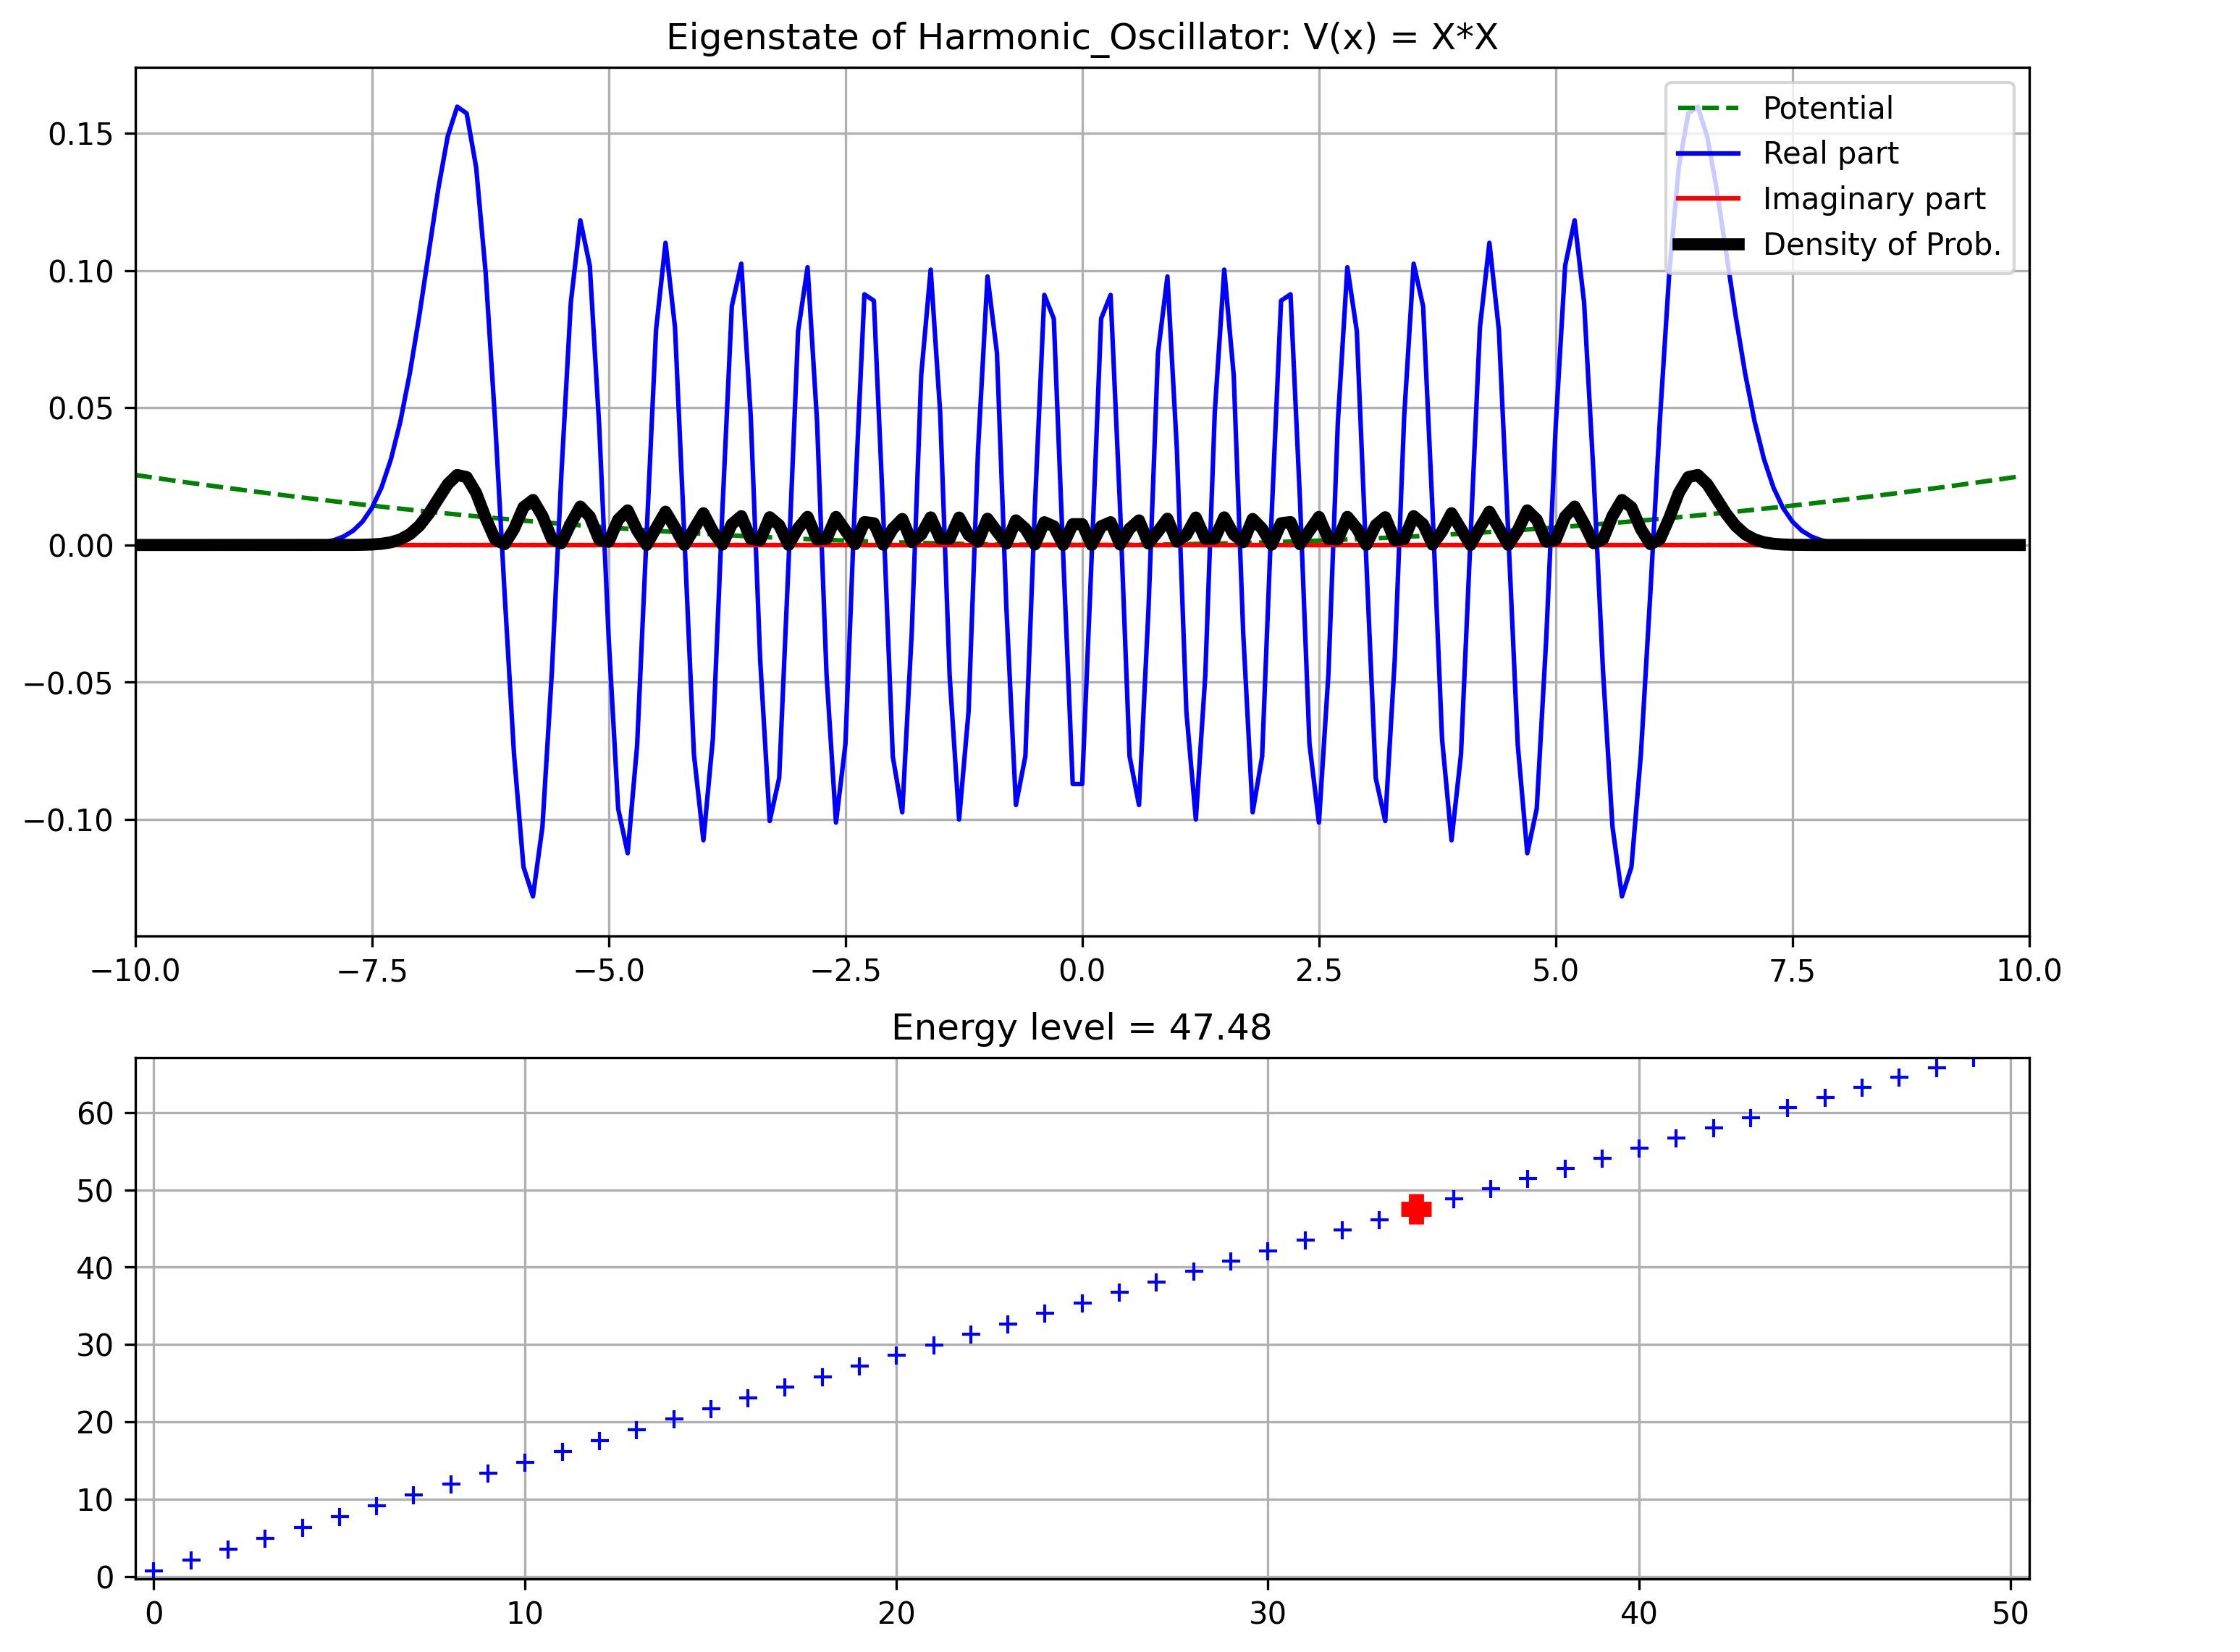 Eigenstate of Harmonic_Oscillator: V(x) = X*X
Potential
Real part
Imaginary part
Density of Prob.
0.15
0.10
0.05
0.00
−0.05
−0.10
−10.0 −7.5 −5.0 −2.5 0.0 2.5 5.0 7.5 10.0
Energy level = 47.48
60
50
40
30
20
10
0
0 10 20 30 40 50